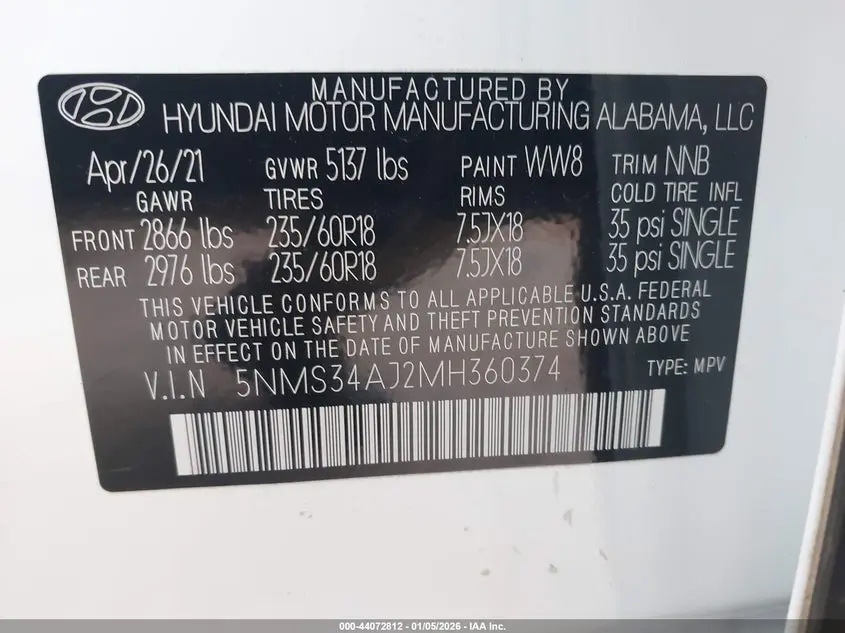 MANUFACTURED BY
HYUNDAI MOTOR MANUFACTURING ALABAMA, LLC
Apr/26/21 GVWR 5137 lbs PAINT WW8 TRIM NNB
GAWR TIRES RIMS COLD TIRE INFL
FRONT 2866 lbs 235/60R18 7.5JX18 35 psi SINGLE
REAR 2976 lbs 235/60R18 7.5JX18 35 psi SINGLE
THIS VEHICLE CONFORMS TO ALL APPLICABLE U.S.A. FEDERAL
MOTOR VEHICLE SAFETY AND THEFT PREVENTION STANDARDS
IN EFFECT ON THE DATE OF MANUFACTURE SHOWN ABOVE
V.I.N 5NMS34AJ2MH360374 TYPE: MPV
000-44072812 - 01/05/2026 - IAA Inc.